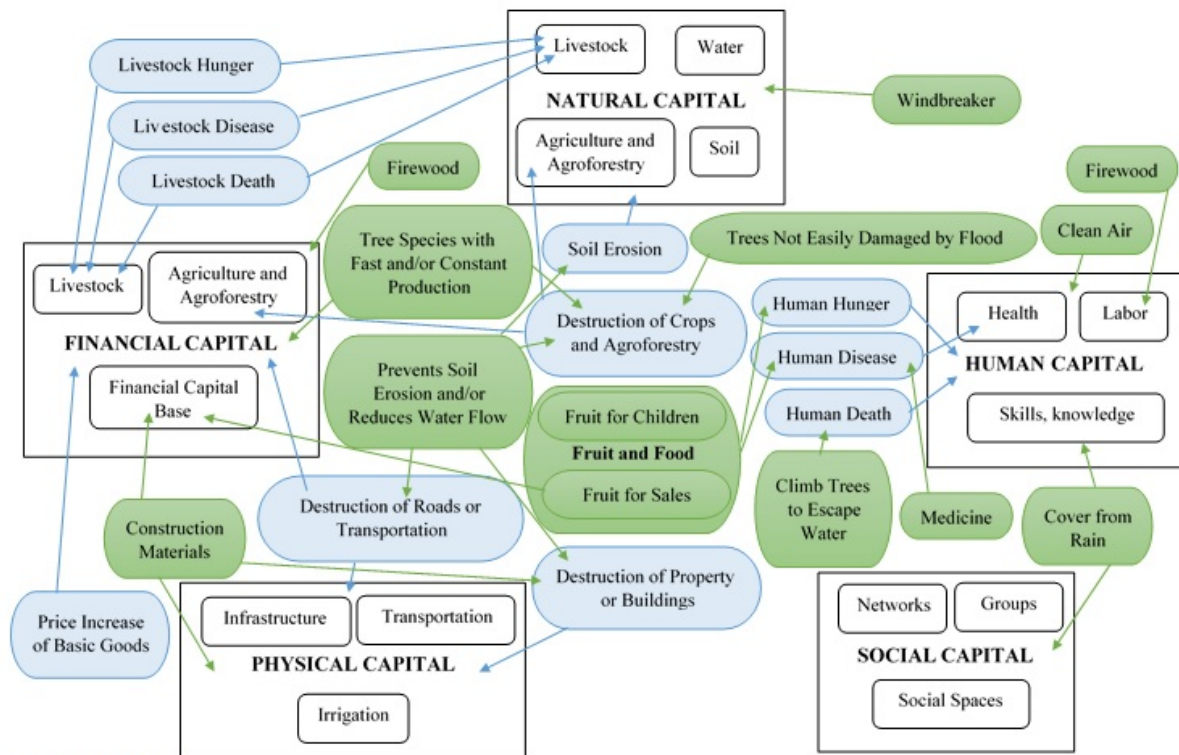 Livestock
Water
Livestock Hunger
NATURAL CAPITAL
Windbreaker
Livestock Disease
Agriculture and
Agroforestry
Soil
Livestock Death
Firewood
Firewood
Tree Species with
Fast and/or Constant
Production
Soil Erosion
Trees Not Easily Damaged by Flood
Clean Air
Livestock
Agriculture and
Agroforestry
FINANCIAL CAPITAL
Financial Capital
Base
Destruction of Crops
and Agroforestry
Human Hunger
Human Disease
Human Death
Health
Labor
HUMAN CAPITAL
Skills, knowledge
Prevents Soil
Erosion and/or
Reduces Water Flow
Fruit for Children
Fruit and Food
Fruit for Sales
Climb Trees
to Escape
Water
Medicine
Cover from
Rain
Construction
Materials
Destruction of Roads or
Transportation
Destruction of Property
or Buildings
Price Increase
of Basic Goods
Infrastructure
Transportation
PHYSICAL CAPITAL
Irrigation
Networks
Groups
SOCIAL CAPITAL
Social Spaces